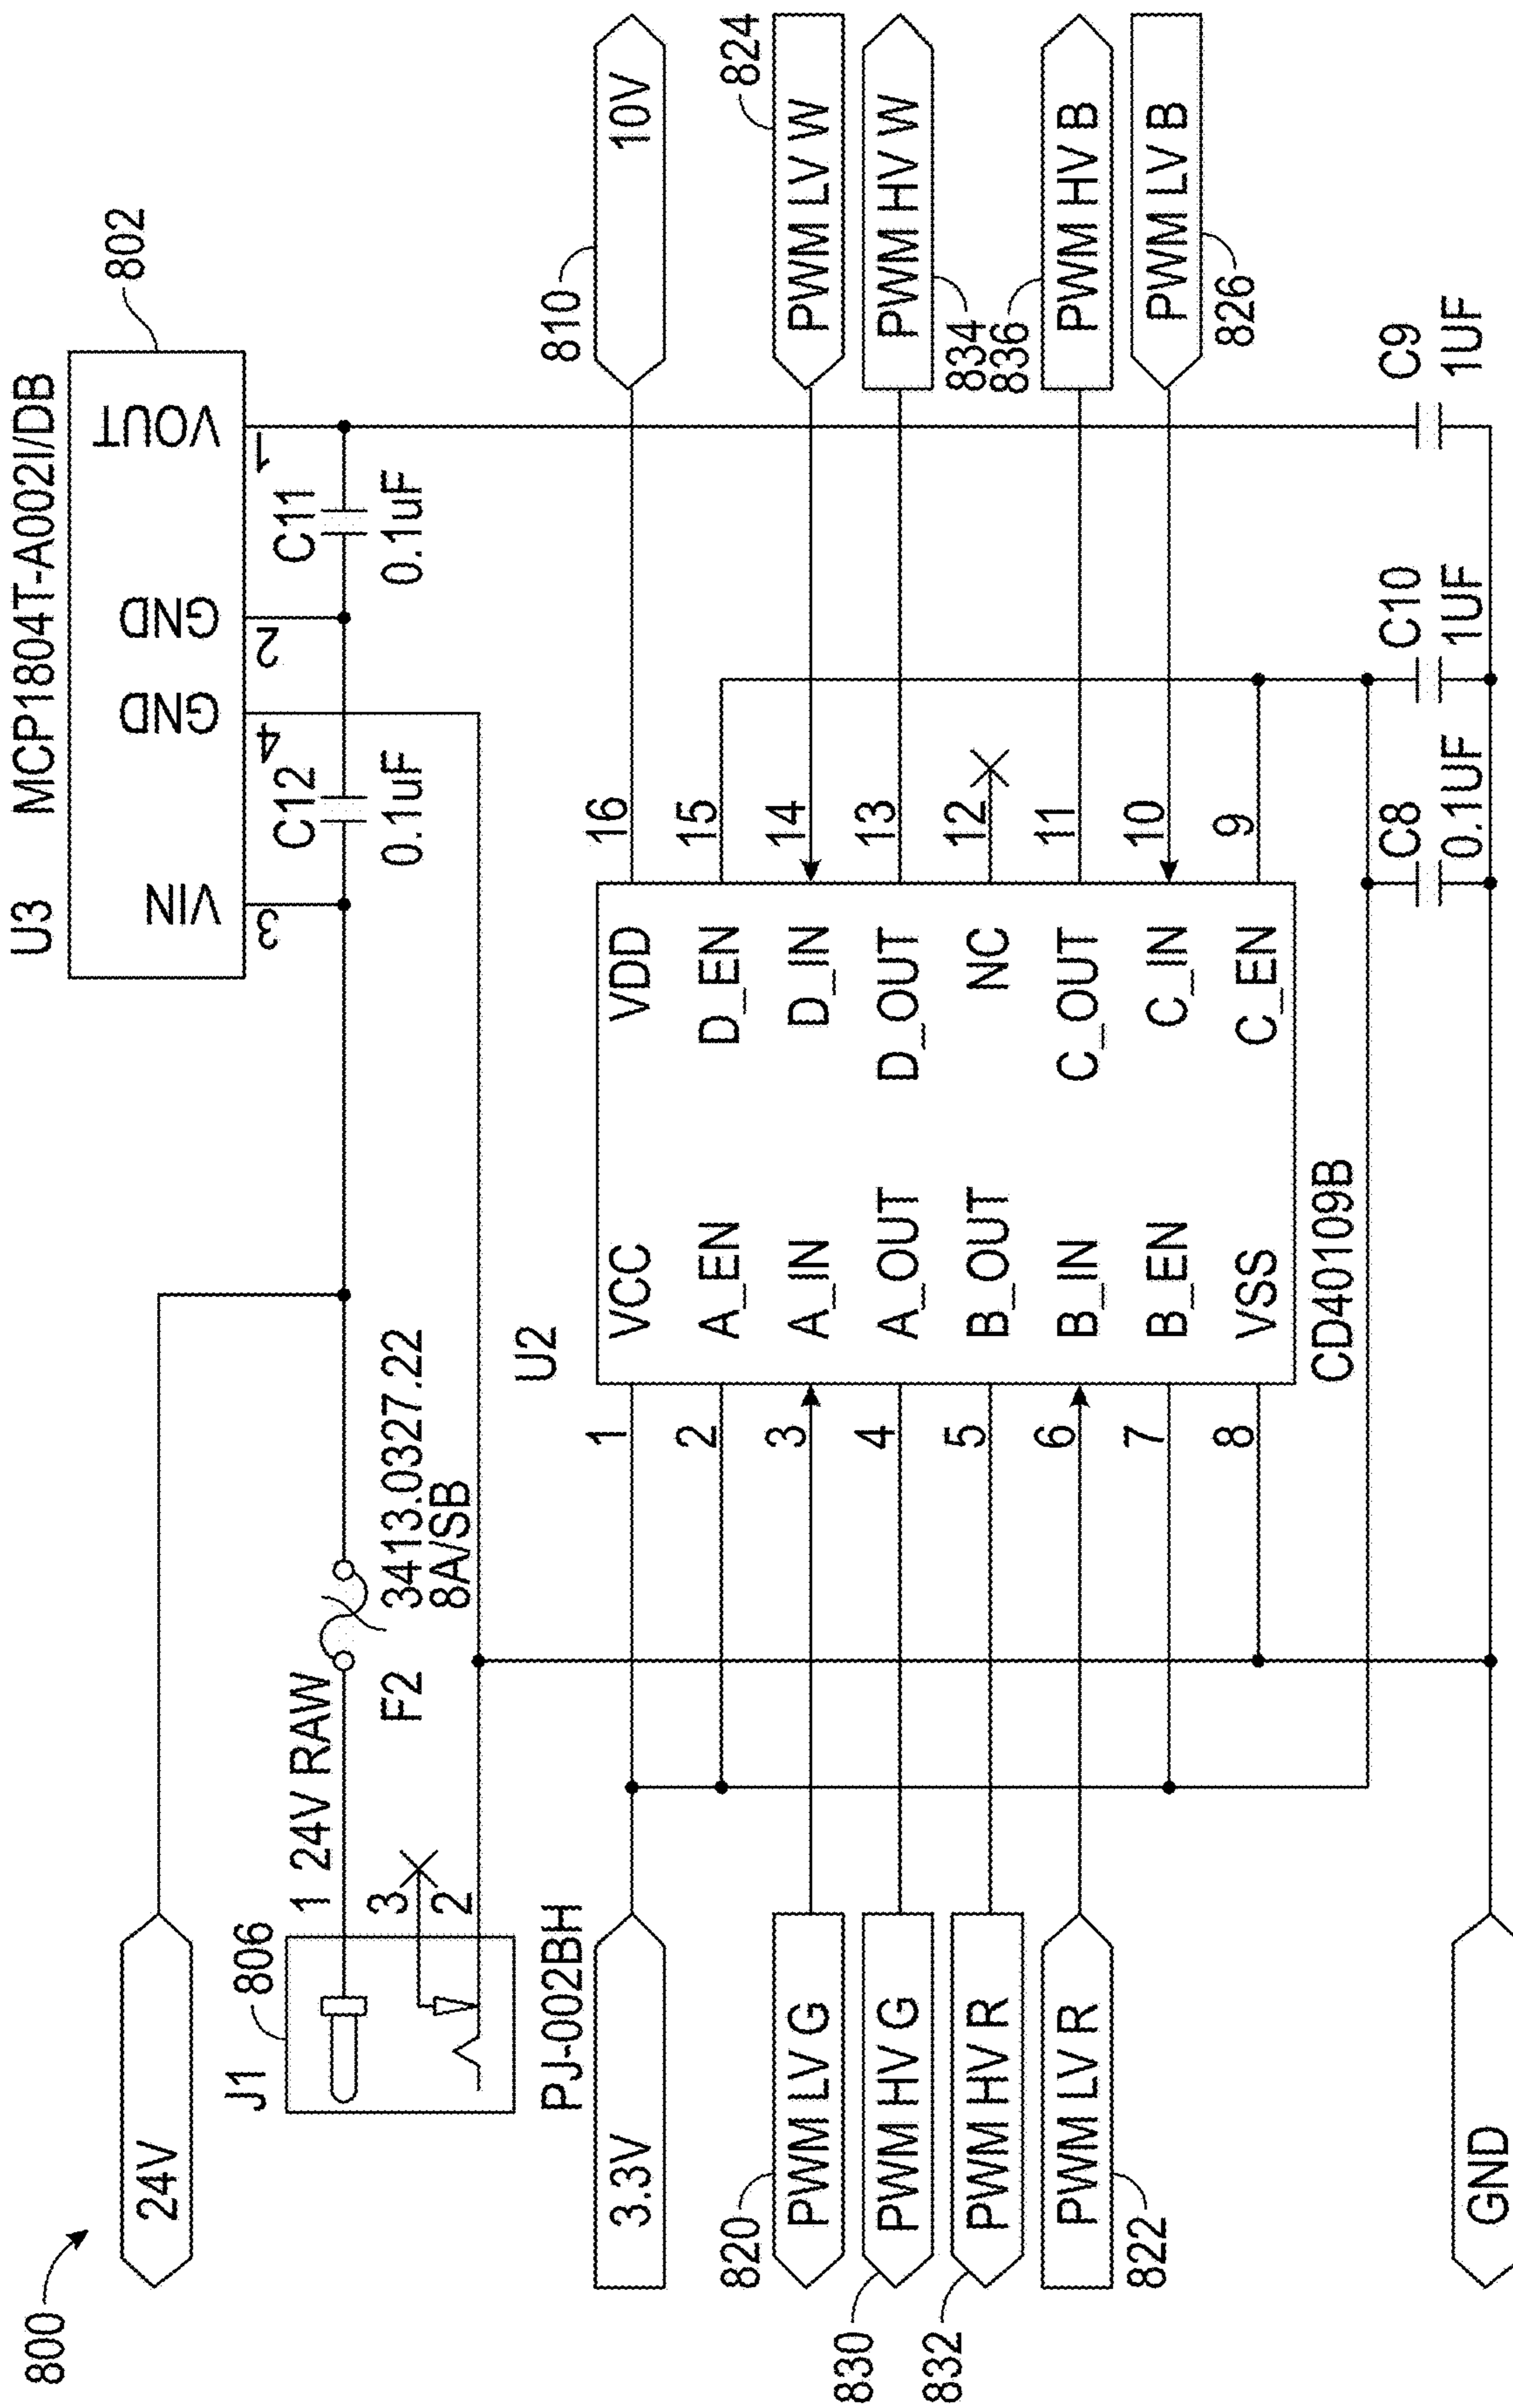 800
24V
U3 MCP1804T-A002I/DB
802
VIN
GND
GND
VOUT
3
4
2
1
C12
0.1uF
C11
0.1uF
J1
806
1 24V RAW
3
2
F2
3413.0327.22
8A/SB
PJ-002BH
3.3V
810
10V
U2
1
VCC
VDD
16
2
A_EN
D_EN
15
820
PWM LV G
3
A_IN
D_IN
14
PWM LV W
824
830
PWM HV G
4
A_OUT
D_OUT
13
PWM HV W
834
832
PWM HV R
5
B_OUT
NC
12
822
PWM LV R
6
B_IN
C_OUT
11
PWM HV B
836
7
B_EN
C_IN
10
PWM LV B
826
8
VSS
C_EN
9
CD40109B
C8
0.1UF
C10
1UF
C9
1UF
GND